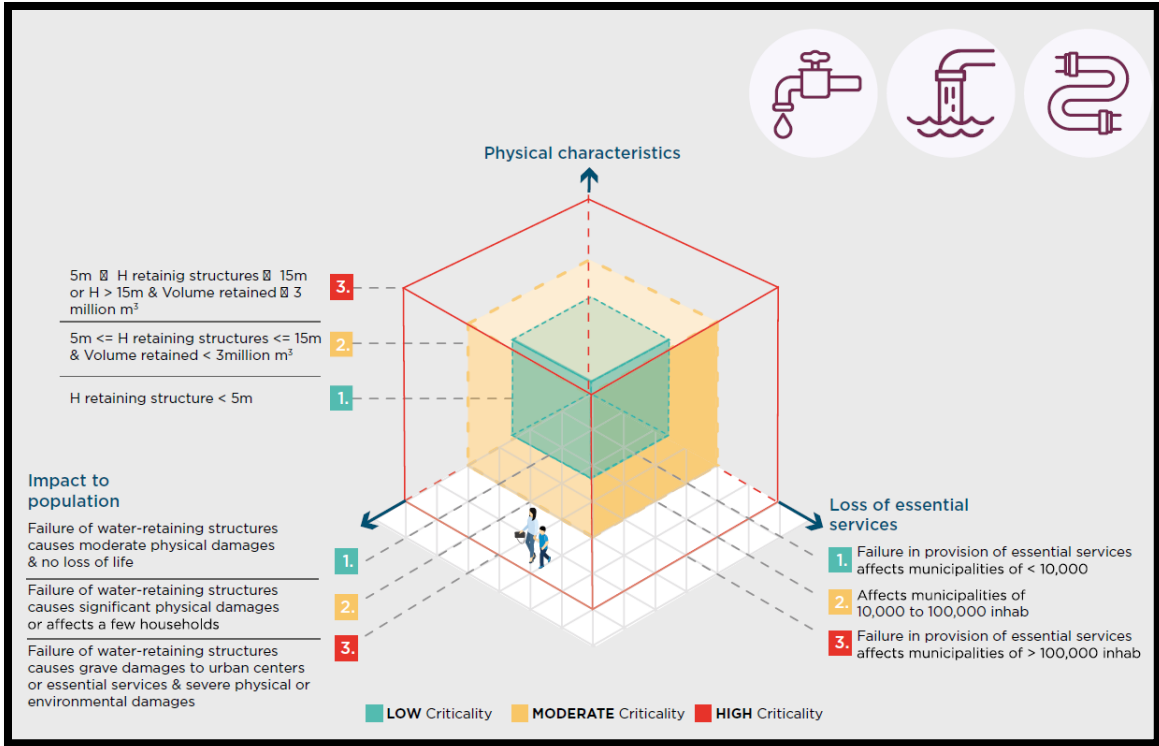 Physical characteristics
5m ⍰ H retainig structures ⍰ 15m
or H > 15m & Volume retained ⍰ 3
million m³
3.
5m <= H retaining structures <= 15m
& Volume retained < 3million m³
2.
H retaining structure < 5m
1.
Impact to
population
Failure of water-retaining structures
causes moderate physical damages
& no loss of life
1.
Failure of water-retaining structures
causes significant physical damages
or affects a few households
2.
Failure of water-retaining structures
causes grave damages to urban centers
or essential services & severe physical or
environmental damages
3.
Loss of essential
services
1.
Failure in provision of essential services
affects municipalities of < 10,000
2.
Affects municipalities of
10,000 to 100,000 inhab
3.
Failure in provision of essential services
affects municipalities of > 100,000 inhab
LOW Criticality
MODERATE Criticality
HIGH Criticality